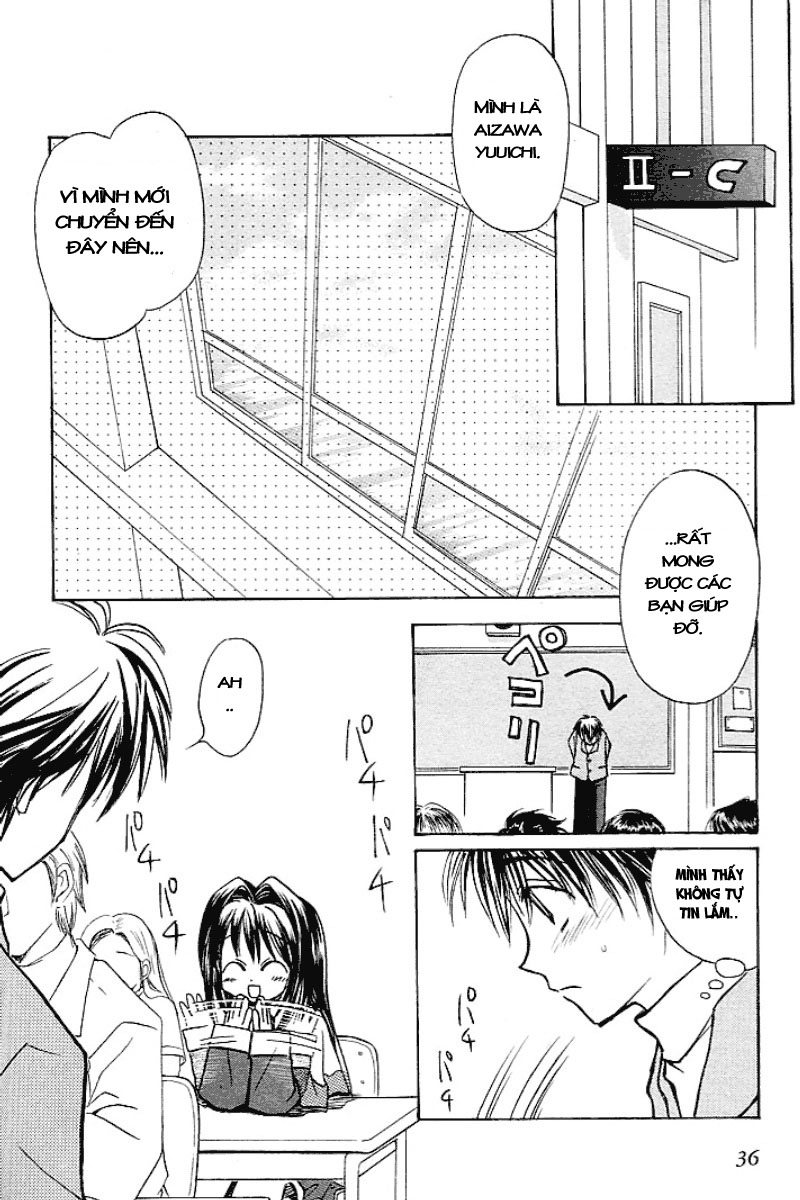 II-C
MÌNH LÀ
AIZAWA
YUUICHI.
VÌ MÌNH MỚI
CHUYỂN ĐẾN
ĐÂY NÊN...
...RẤT
MONG
ĐƯỢC CÁC
BẠN GIÚP
ĐỠ.
ペコリ
MÌNH THẤY
KHÔNG TỰ
TIN LẮM..
AH
..
パチ
パチ
パチ
パチ
パチ
パチ
36